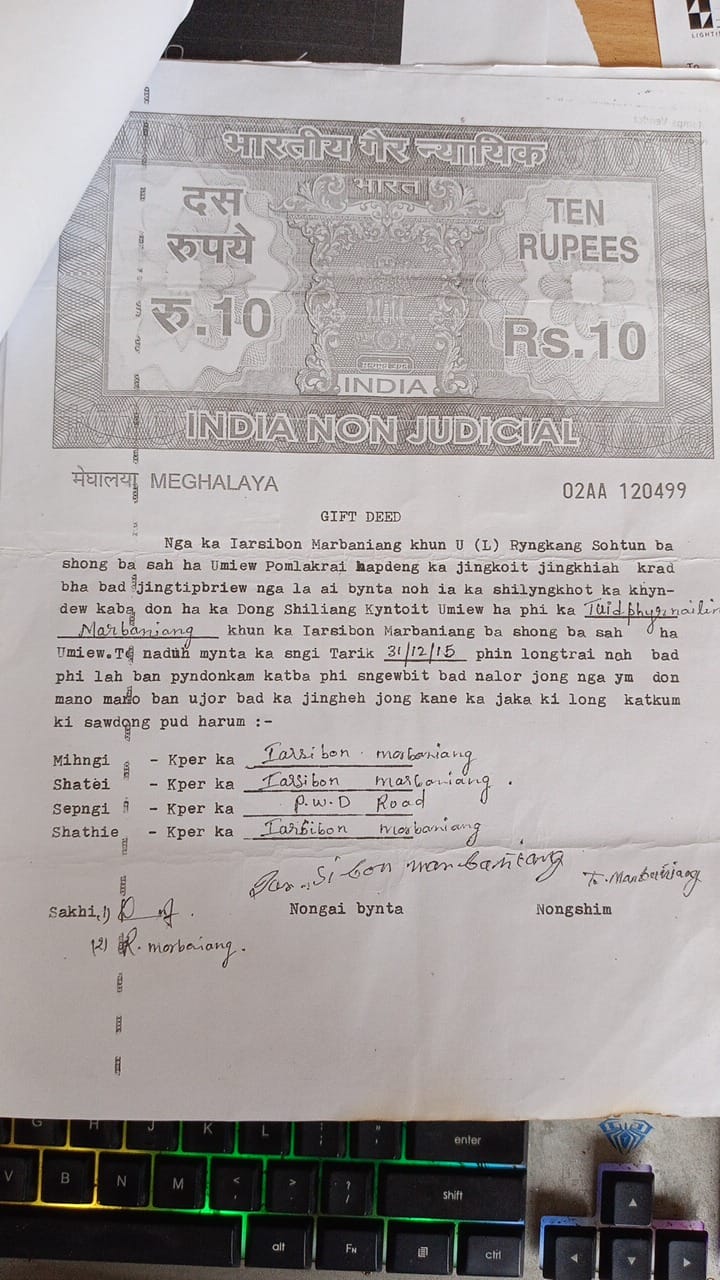 LIGHTI
To
भारतीय गैर न्यायिक
भारत
दस
रुपये
रु.10
TEN
RUPEES
Rs.10
INDIA
INDIA NON JUDICIAL
मेघालया MEGHALAYA
02AA 120499
GIFT DEED
Nga ka Iarsibon Marbaniang khun U (L) Ryngkang Sohtun ba
shong ba sah ha Umiew Pomlakrai hapdeng ka jingkoit jingkhiah krad
bha bad jingtipbriew nga la ai bynta noh ia ka shilyngkhot ka khyn-
dew kaba don ha ka Dong Shiliang Kyntoit Umiew ha phi ka
Marbaniang khun ka Iarsibon Marbaniang ba shong ba sah ha
Umiew.Te naduh mynta ka sngi Tarik 31/12/15 phin longtrai nah bad
phi lah ban pyndonkam katba phi sngewbit bad nalor jong nga ym don
mano mano ban ujor bad ka jingheh jong kane ka jaka ki long katkum
ki sawdong pud harum :-
Mihngi - Kper ka Iarsibon marbaniang
Shatei - Kper ka Iarsibon marbaniang .
Sepngi - Kper ka P.W.D Road
Shathie - Kper ka Iarsibon marbaniang
T. Marbaniang
Sakhi,1)
Nongai bynta
Nongshim
(2) R. marbaniang.
G H J K L enter
V B N M < > ? / shift
alt FN ctrl